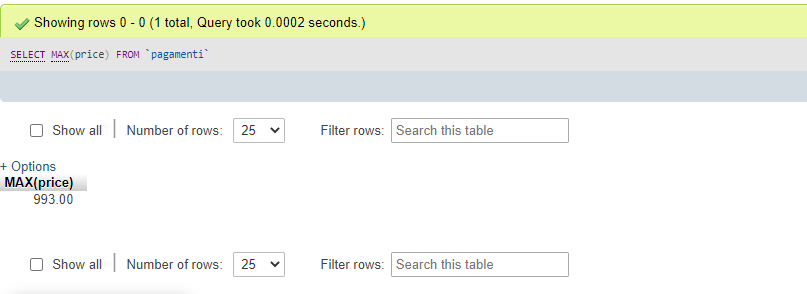 Showing rows 0 - 0 (1 total, Query took 0.0002 seconds.)
SELECT MAX(price) FROM `pagamenti`
Show all Number of rows: 25 Filter rows: Search this table
+ Options
MAX(price)
993.00
Show all Number of rows: 25 Filter rows: Search this table